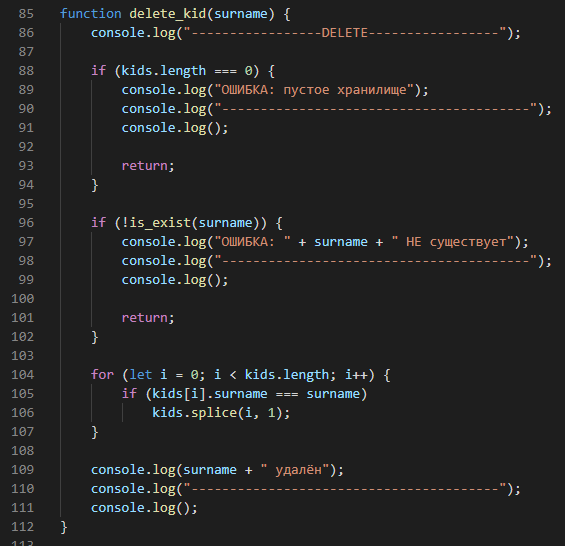 85 function delete_kid(surname) {
86 console.log("-----------------DELETE-----------------");
87
88 if (kids.length === 0) {
89 console.log("ОШИБКА: пустое хранилище");
90 console.log("----------------------------------------");
91 console.log();
92
93 return;
94 }
95
96 if (!is_exist(surname)) {
97 console.log("ОШИБКА: " + surname + " НЕ существует");
98 console.log("----------------------------------------");
99 console.log();
100
101 return;
102 }
103
104 for (let i = 0; i < kids.length; i++) {
105 if (kids[i].surname === surname)
106 kids.splice(i, 1);
107 }
108
109 console.log(surname + " удалён");
110 console.log("----------------------------------------");
111 console.log();
112 }
113